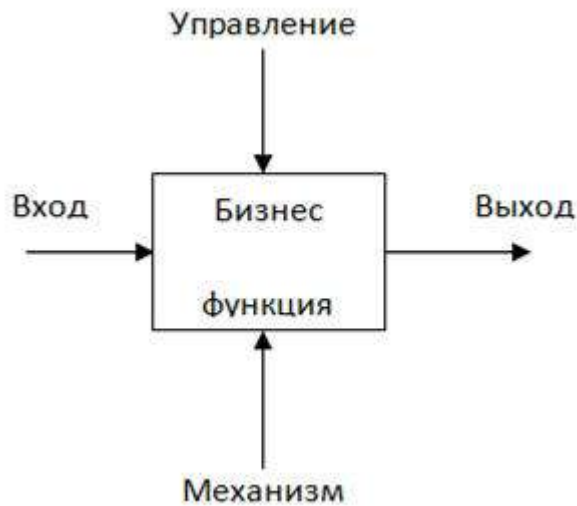 Управление
Вход
Бизнес
Выход
функция
Механизм